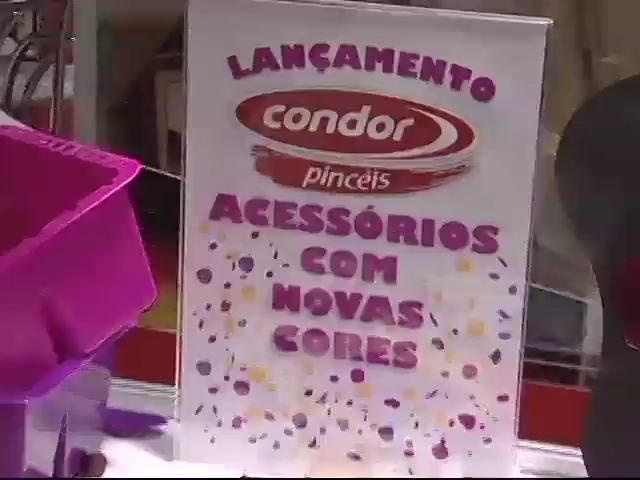 LANÇAMENTO
condor
pincéis
ACESSÓRIOS
COM
NOVAS
CORES